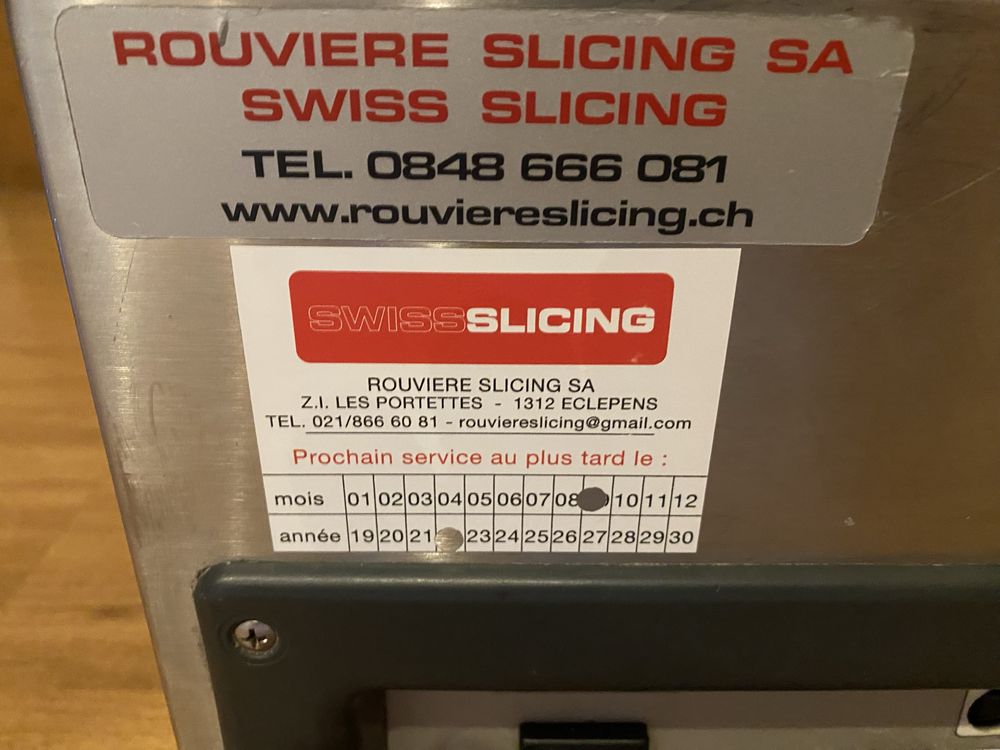 ROUVIERE SLICING SA
SWISS SLICING
TEL. 0848 666 081
www.rouviereslicing.ch
SWISSSLICING
ROUVIERE SLICING SA
Z.I. LES PORTETTES - 1312 ECLEPENS
TEL. 021/866 60 81 - rouviereslicing@gmail.com
Prochain service au plus tard le :
mois 01 02 03 04 05 06 07 08 10 11 12
année 19 20 21 23 24 25 26 27 28 29 30